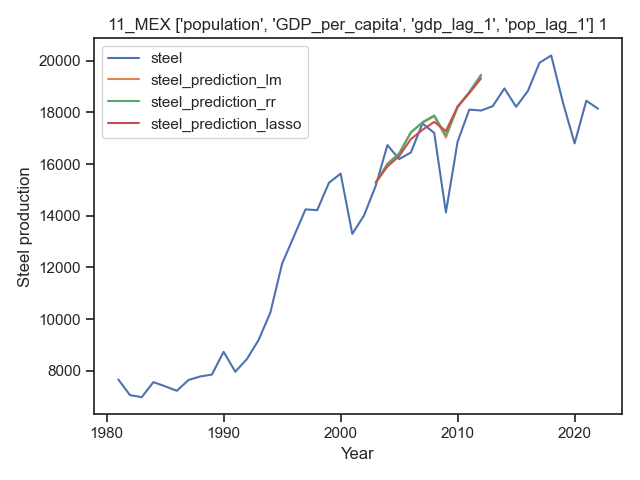 11_MEX ['population', 'GDP_per_capita', 'gdp_lag_1', 'pop_lag_1'] 1
steel
steel_prediction_lm
steel_prediction_rr
steel_prediction_lasso
20000
18000
16000
14000
12000
10000
8000
Steel production
1980
1990
2000
2010
2020
Year